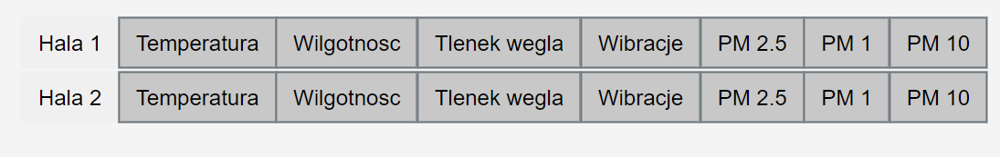 Hala 1 Temperatura Wilgotnosc Tlenek wegla Wibracje PM 2.5 PM 1 PM 10
Hala 2 Temperatura Wilgotnosc Tlenek wegla Wibracje PM 2.5 PM 1 PM 10